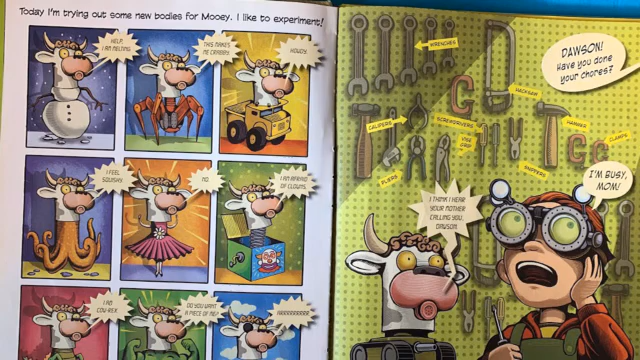 Today I'm trying out some new bodies for Mooey. I like to experiment!
HELP,
I AM MELTING.
THIS MAKES
ME CRABBY.
HOWDY.
I FEEL
SQUISHY.
NO.
I AM AFRAID
OF CLOWNS.
I AM
COW-REX.
DO YOU WANT
A PIECE OF ME?
WRENCHES
HACKSAW
CALIPERS
SCREWDRIVERS
HAMMER
CLAMPS
PLIERS
SNIPPERS
DAWSON!
Have you done
your chores?
I'M BUSY,
MOM!
I THINK I HEAR
YOUR MOTHER
CALLING YOU,
DAWSON.